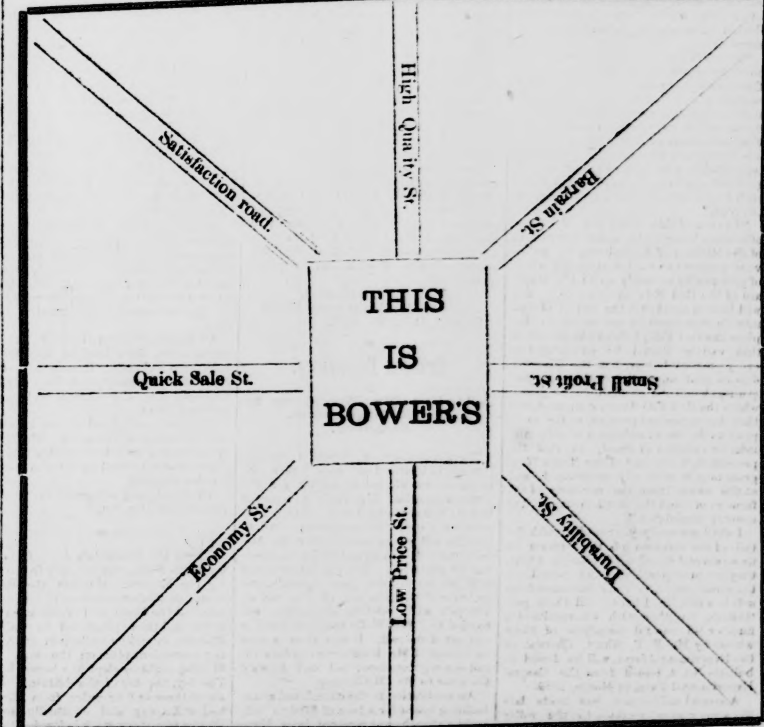 High Qua ity St.
Satisfaction road.
Bargain St.
THIS
IS
BOWER'S
Quick Sale St.
Small Profit St.
Economy St.
Low Price St.
Durability St.